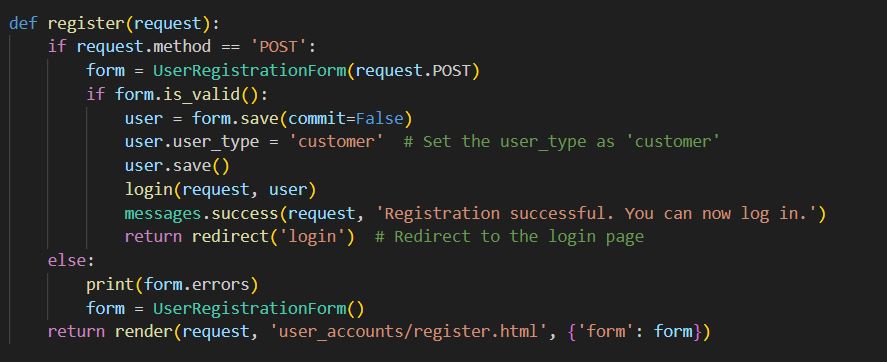 def register(request):
    if request.method == 'POST':
        form = UserRegistrationForm(request.POST)
        if form.is_valid():
            user = form.save(commit=False)
            user.user_type = 'customer'  # Set the user_type as 'customer'
            user.save()
            login(request, user)
            messages.success(request, 'Registration successful. You can now log in.')
            return redirect('login')  # Redirect to the login page
    else:
        print(form.errors)
        form = UserRegistrationForm()
    return render(request, 'user_accounts/register.html', {'form': form})